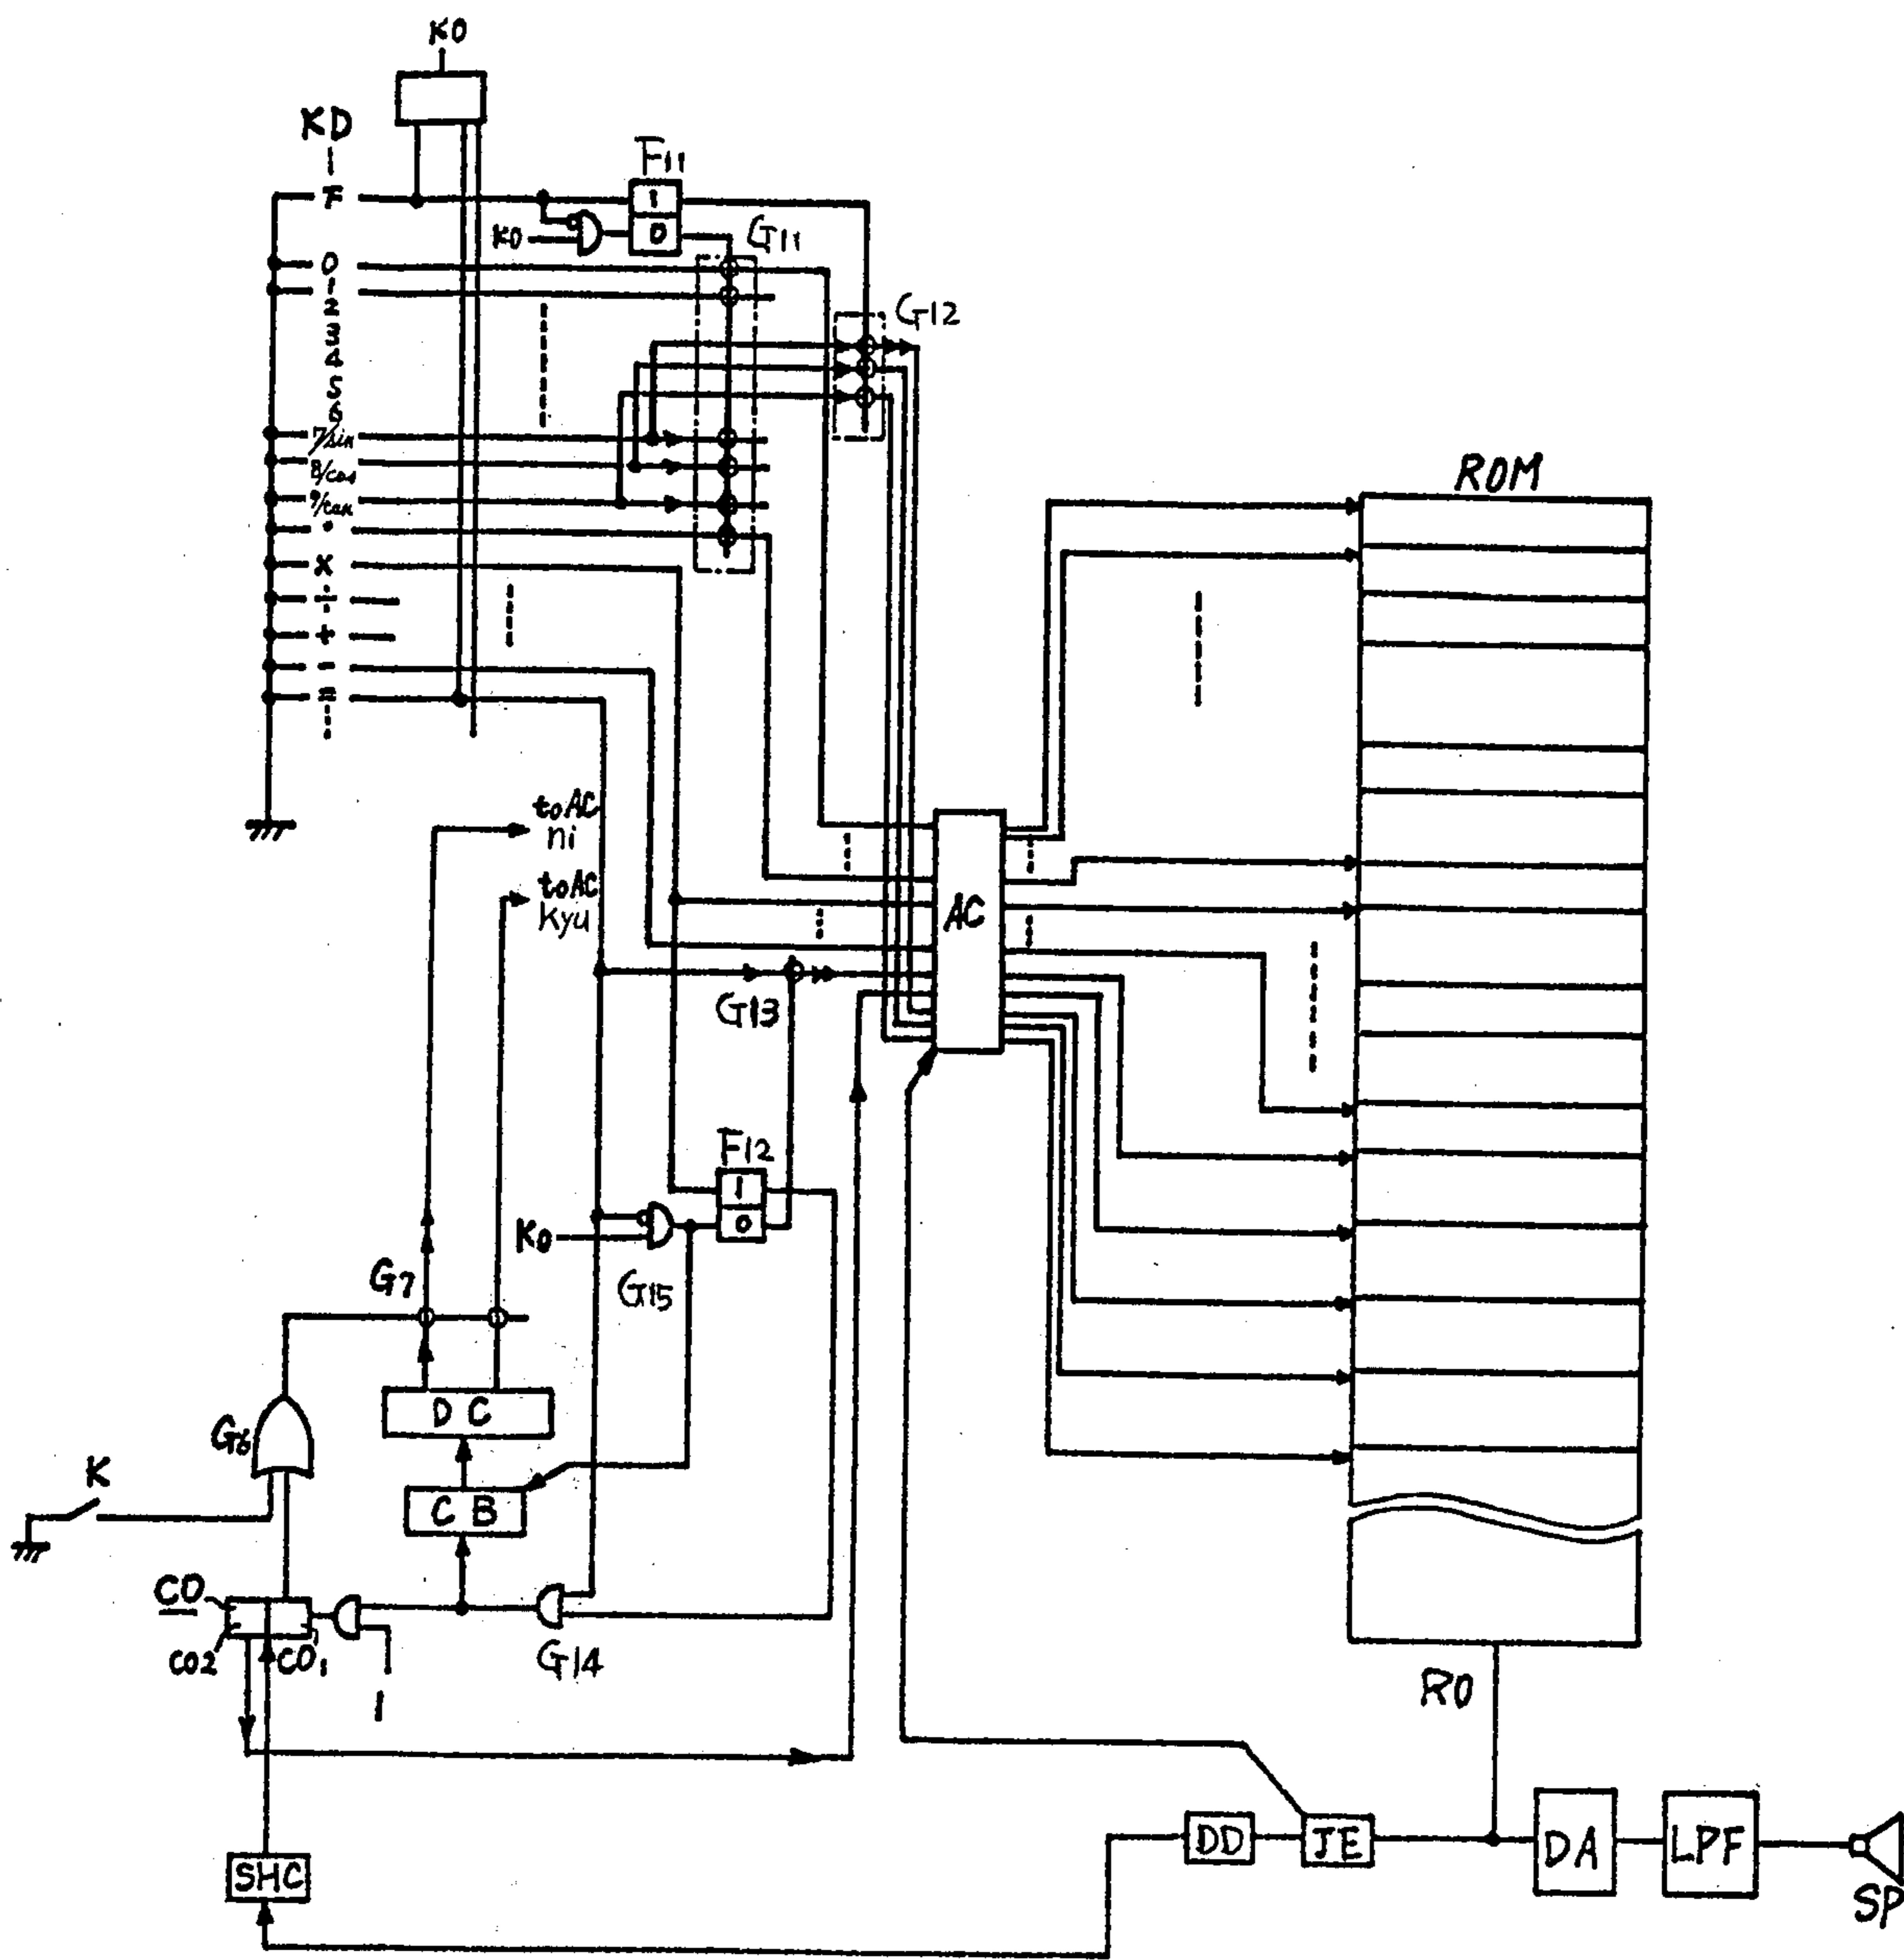 KO
KD
F
F11
1
0
KO
G11
0
1
2
3
4
5
6
7/sin
8/cos
9/tan
.
×
÷
+
-
=
G12
ROM
to AC
ni
to AC
kyu
AC
G13
F12
1
0
KO
G15
G7
DC
G6
K
CB
CO
CO2
CO1
G14
1
RO
SHC
DD
JE
DA
LPF
SP